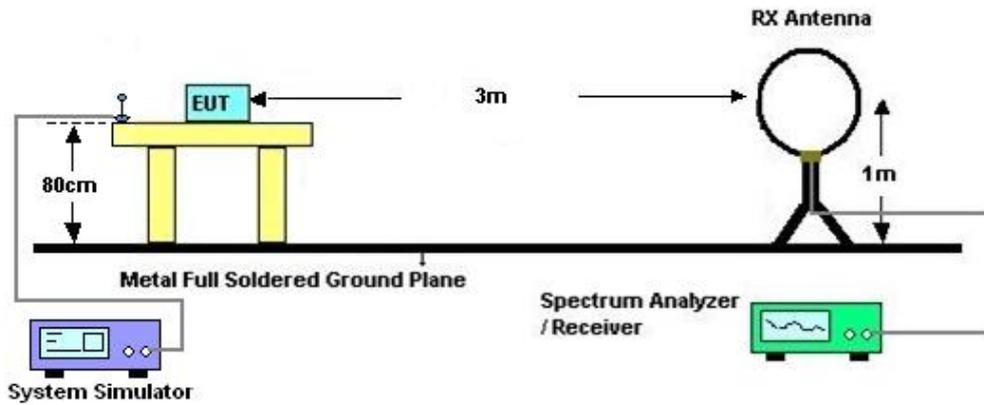 RX Antenna
EUT
3m
80cm
1m
Metal Full Soldered Ground Plane
Spectrum Analyzer
/ Receiver
System Simulator